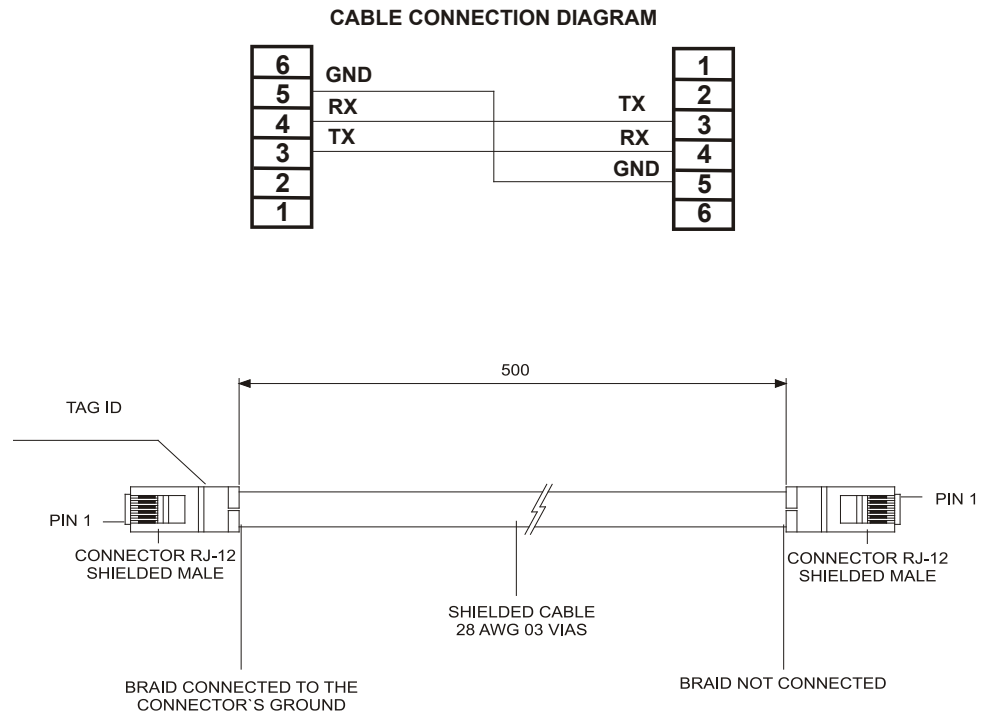 CABLE CONNECTION DIAGRAM
6
5
4
3
2
1
GND
RX
TX
TX
RX
GND
1
2
3
4
5
6
500
TAG ID
PIN 1
CONNECTOR RJ-12
SHIELDED MALE
PIN 1
CONNECTOR RJ-12
SHIELDED MALE
SHIELDED CABLE
28 AWG 03 VIAS
BRAID CONNECTED TO THE
CONNECTOR`S GROUND
BRAID NOT CONNECTED